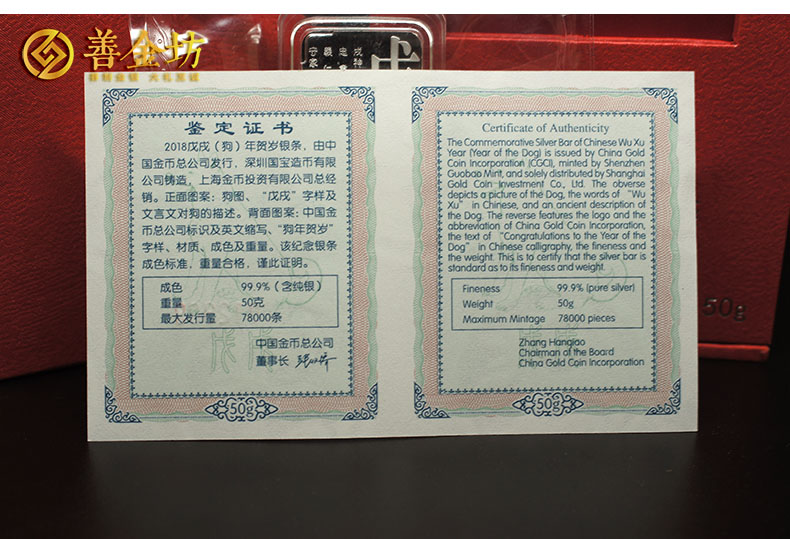 善金坊
鉴定证书
2018戊戌（狗）年贺岁银条，由中
国金币总公司发行，深圳国宝造币有限
公司铸造，上海金币投资有限公司总经
销。正面图案：狗图、“戊戌”字样及
文言文对狗的描述。背面图案：中国金
币总公司标识及英文缩写、“狗年贺岁”
字样、材质、成色及重量。该纪念银条
成色标准，重量合格，谨此证明。
成色 99.9%（含纯银）
重量 50克
最大发行量 78000条
中国金币总公司
董事长
50g
Certificate of Authenticity
The Commemorative Silver Bar of Chinese Wu Xu
Year (Year of the Dog) is issued by China Gold
Coin Incorporation (CGCI), minted by Shenzhen
Guobao Mint, and solely distributed by Shanghai
Gold Coin Investment Co., Ltd. The obverse
depicts a picture of the Dog, the words of “Wu
Xu” in Chinese, and an ancient description of
the Dog. The reverse features the logo and the
abbreviation of China Gold Coin Incorporation,
the text of “Congratulations to the Year of the
Dog” in Chinese calligraphy, the fineness and
the weight. This is to certify that the silver bar is
standard as to its fineness and weight.
Fineness 99.9% (pure silver)
Weight 50g
Maximum Mintage 78000 pieces
Zhang Hanqiao
Chairman of the Board
China Gold Coin Incorporation
50g
50g